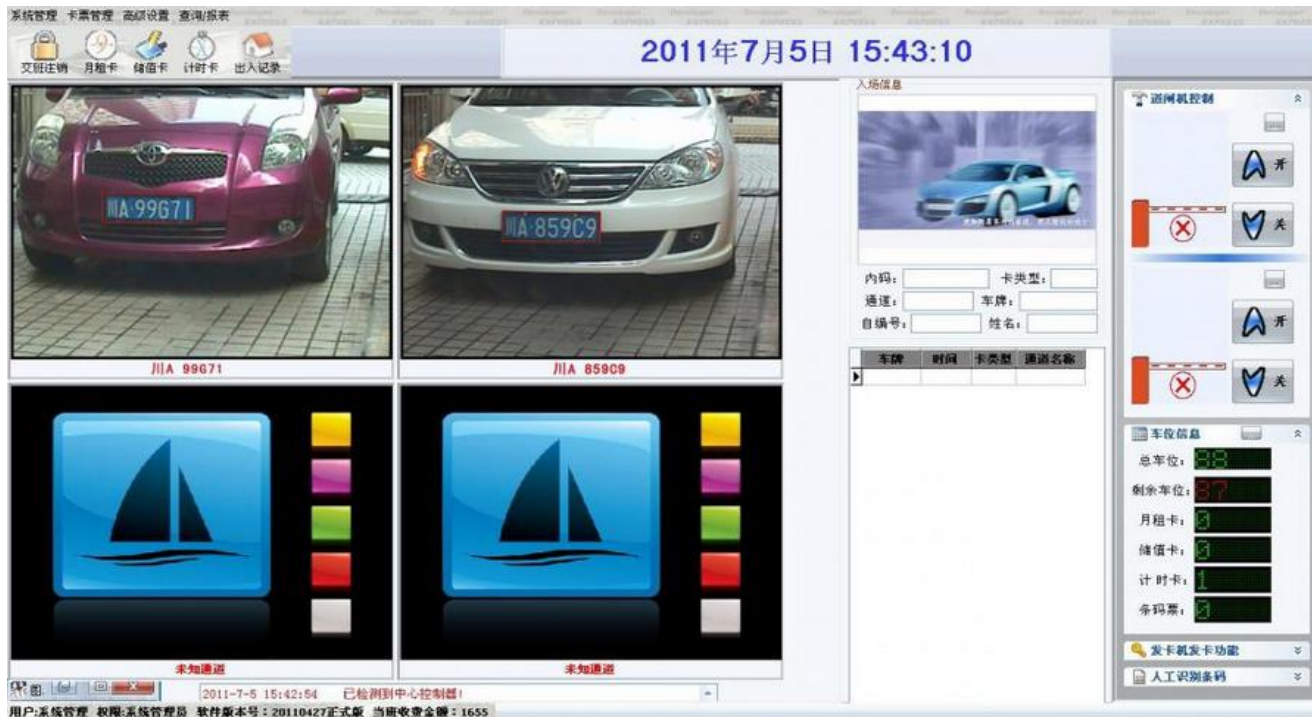 系统管理 卡票管理 高级设置 查询/报表
交班注销 月租卡 储值卡 计时卡 出入记录
2011年7月5日 15:43:10
川A·99G71
川A 99G71
川A·859C9
川A 859C9
未知通道
未知通道
入场信息
内码: 卡类型:
通道: 车牌:
自编号: 姓名:
车牌 时间 卡类型 通道名称
道闸机控制
开
关
开
关
车位信息
总车位: 88
剩余车位: 87
月租卡: 0
储值卡: 0
计时卡: 1
条码票: 0
发卡机发卡功能
人工识别条码
图.
2011-7-5 15:42:54 已检测到中心控制器!
用户:系统管理 权限:系统管理员 软件版本号:20110427正式版 当班收费金额:1655